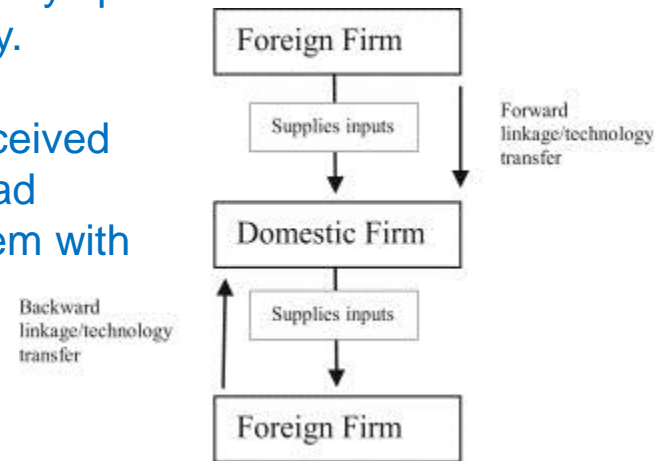 y.
ceived
ad
em with
Foreign Firm
Supplies inputs
Forward
linkage/technology
transfer
Domestic Firm
Backward
linkage/technology
transfer
Supplies inputs
Foreign Firm